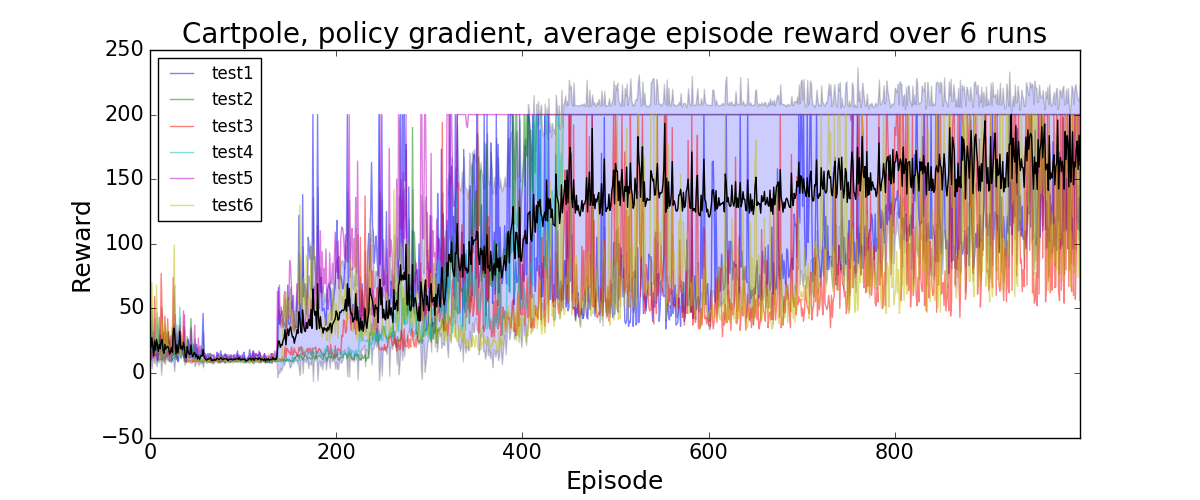 Cartpole, policy gradient, average episode reward over 6 runs
250
200
150
100
50
0
−50
Reward
test1
test2
test3
test4
test5
test6
0 200 400 600 800
Episode